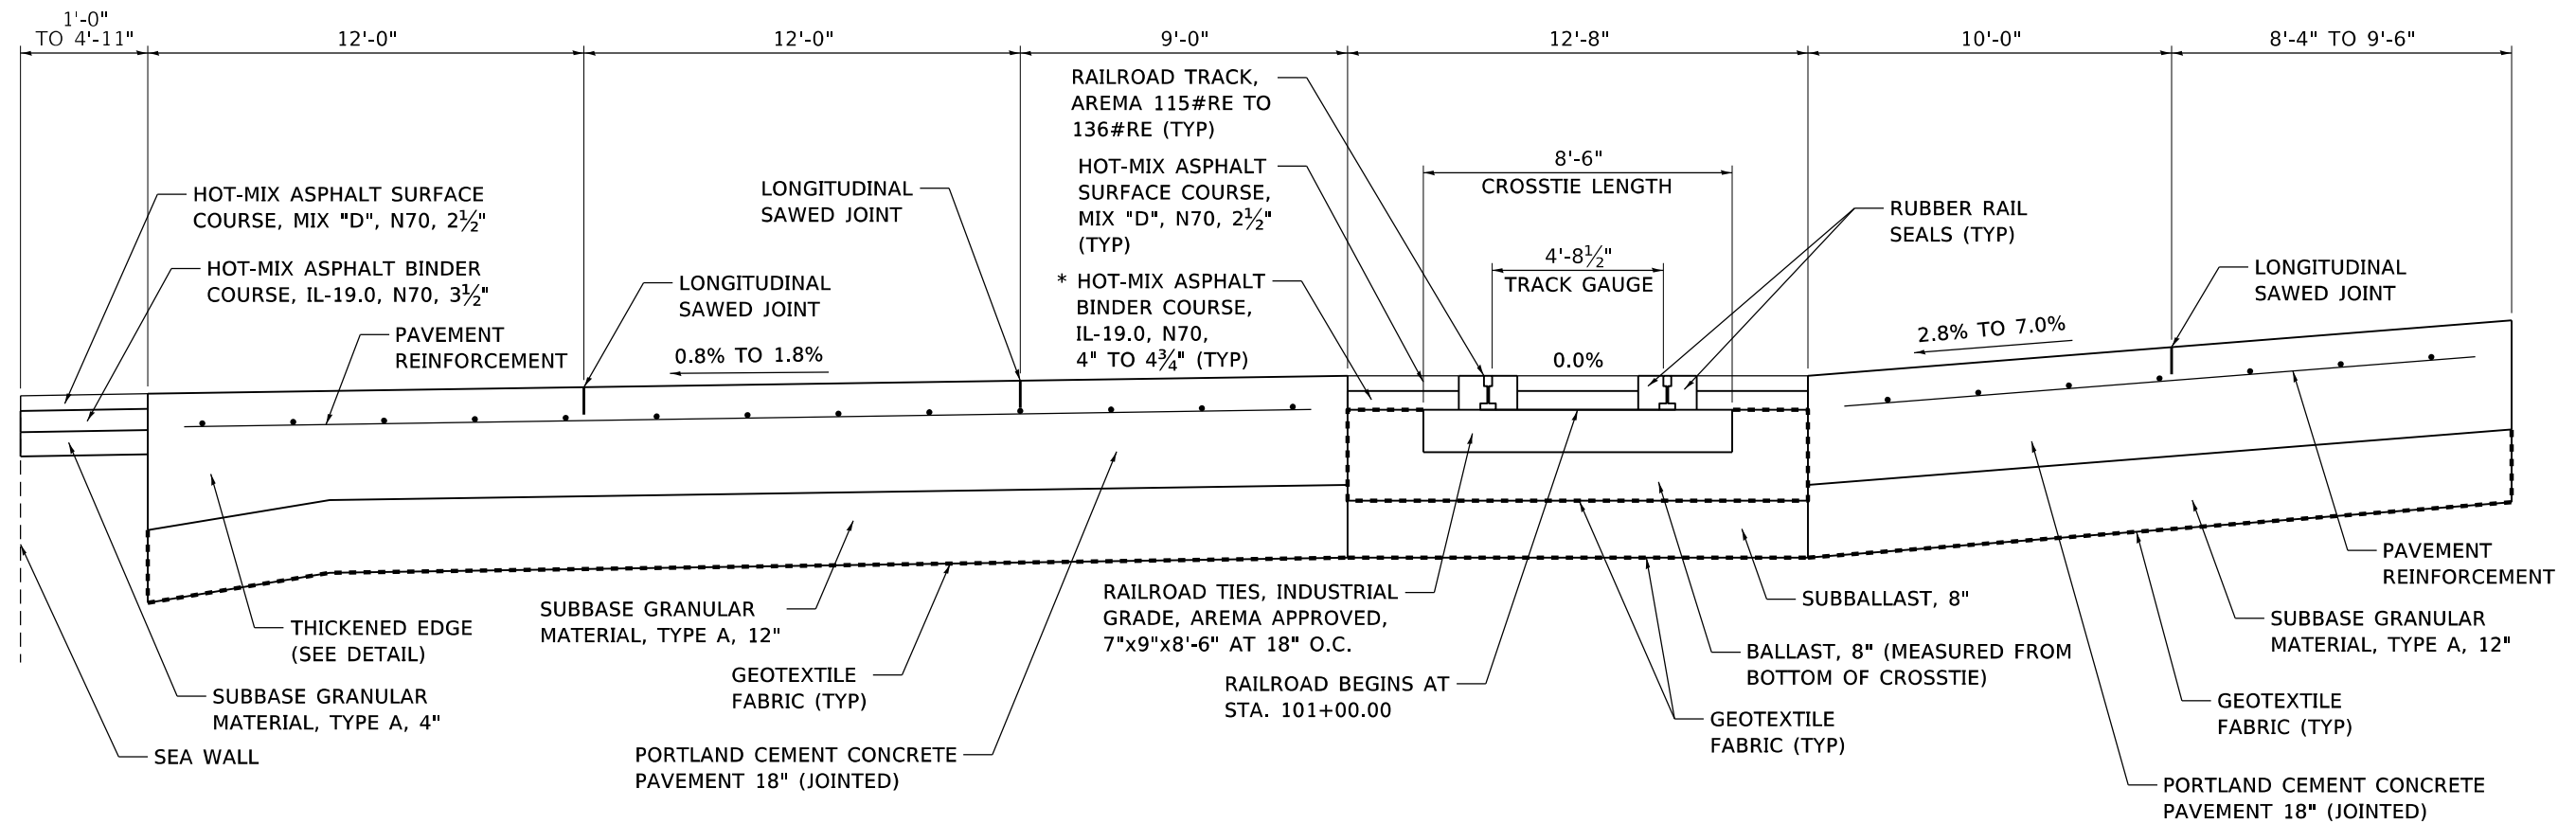 1'-0"
TO 4'-11"
12'-0"
12'-0"
9'-0"
12'-8"
10'-0"
8'-4" TO 9'-6"
RAILROAD TRACK,
AREMA 115#RE TO
136#RE (TYP)
HOT-MIX ASPHALT
SURFACE COURSE,
MIX "D", N70, 2½"
(TYP)
* HOT-MIX ASPHALT
BINDER COURSE,
IL-19.0, N70,
4" TO 4¾" (TYP)
8'-6"
CROSSTIE LENGTH
4'-8½"
TRACK GAUGE
0.0%
RUBBER RAIL
SEALS (TYP)
HOT-MIX ASPHALT SURFACE
COURSE, MIX "D", N70, 2½"
HOT-MIX ASPHALT BINDER
COURSE, IL-19.0, N70, 3½"
PAVEMENT
REINFORCEMENT
LONGITUDINAL
SAWED JOINT
LONGITUDINAL
SAWED JOINT
0.8% TO 1.8%
2.8% TO 7.0%
LONGITUDINAL
SAWED JOINT
THICKENED EDGE
(SEE DETAIL)
SUBBASE GRANULAR
MATERIAL, TYPE A, 4"
SEA WALL
SUBBASE GRANULAR
MATERIAL, TYPE A, 12"
GEOTEXTILE
FABRIC (TYP)
PORTLAND CEMENT CONCRETE
PAVEMENT 18" (JOINTED)
RAILROAD TIES, INDUSTRIAL
GRADE, AREMA APPROVED,
7"x9"x8'-6" AT 18" O.C.
RAILROAD BEGINS AT
STA. 101+00.00
SUBBALLAST, 8"
BALLAST, 8" (MEASURED FROM
BOTTOM OF CROSSTIE)
GEOTEXTILE
FABRIC (TYP)
PAVEMENT
REINFORCEMENT
SUBBASE GRANULAR
MATERIAL, TYPE A, 12"
GEOTEXTILE
FABRIC (TYP)
PORTLAND CEMENT CONCRETE
PAVEMENT 18" (JOINTED)